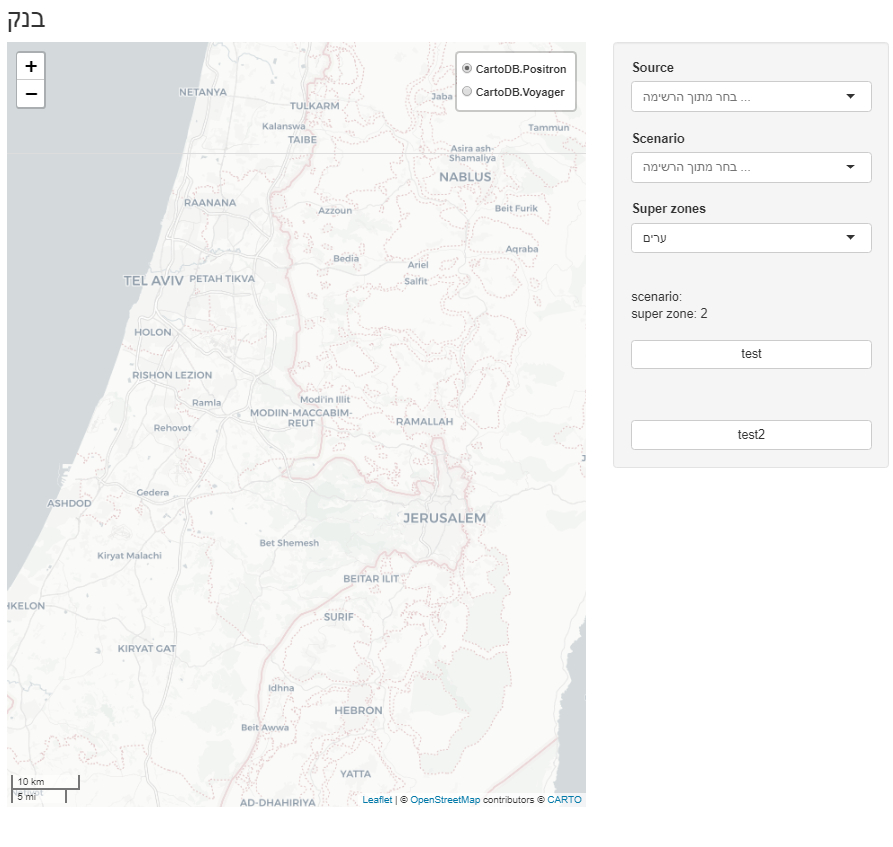 בנק
+
−
CartoDB.Positron
CartoDB.Voyager
NETANYA
TULKARM
Jaba
Kalanswa
TAIBE
Tammun
Asira ash-
Shamaliya
NABLUS
RAANANA
Azzoun
Beit Furik
Aqraba
Bedia
Ariel
Salfit
TEL AVIV
PETAH TIKVA
HOLON
RISHON LEZION
Ramla
Modi'in Illit
MODIIN-MACCABIM-
REUT
RAMALLAH
Rehovot
Gedera
ASHDOD
JERUSALEM
Bet Shemesh
Kiryat Malachi
BEITAR ILIT
HKELON
SURIF
KIRYAT GAT
Idhna
HEBRON
Beit Awwa
YATTA
AD-DHAHIRIYA
10 km
5 mi
Leaflet | © OpenStreetMap contributors © CARTO
Source
בחר מתוך הרשימה ...
Scenario
בחר מתוך הרשימה ...
Super zones
ערים
scenario:
super zone: 2
test
test2